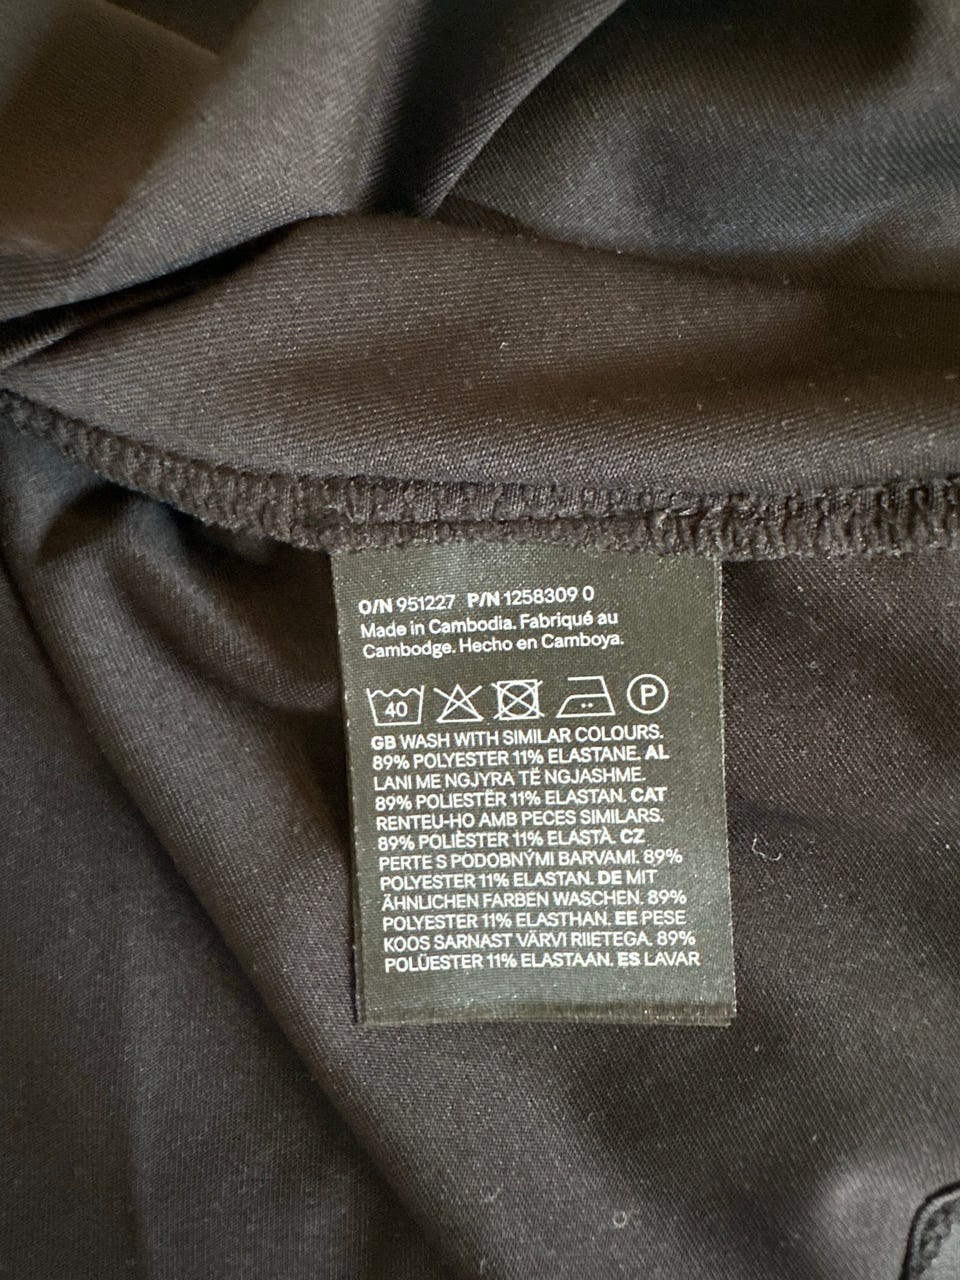 O/N 951227 P/N 1258309 0
Made in Cambodia. Fabriqué au
Cambodge. Hecho en Camboya.
40 P
GB WASH WITH SIMILAR COLOURS.
89% POLYESTER 11% ELASTANE. AL
LANI ME NGJYRA TË NGJASHME.
89% POLIESTËR 11% ELASTAN. CAT
RENTEU-HO AMB PECES SIMILARS.
89% POLIÈSTER 11% ELASTÀ. CZ
PERTE S PODOBNÝMI BARVAMI. 89%
POLYESTER 11% ELASTAN. DE MIT
ÄHNLICHEN FARBEN WASCHEN. 89%
POLYESTER 11% ELASTHAN. EE PESE
KOOS SARNAST VÄRVI RIIETEGA. 89%
POLÜESTER 11% ELASTAAN. ES LAVAR